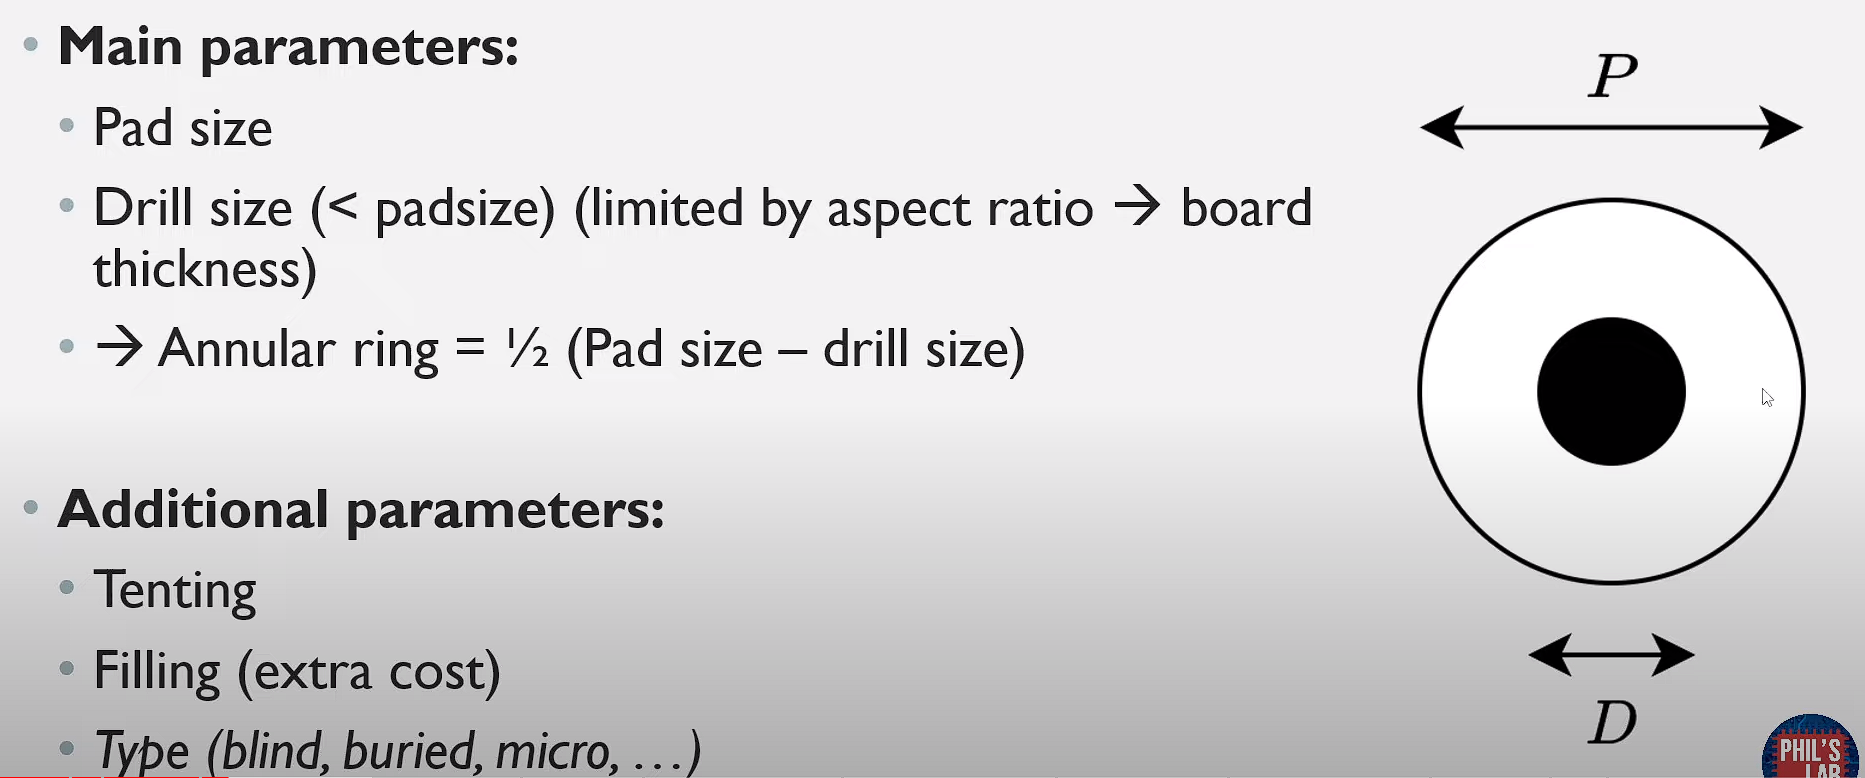 • Main parameters:
• Pad size
• Drill size (< padsize) (limited by aspect ratio → board
thickness)
• → Annular ring = ½ (Pad size – drill size)
• Additional parameters:
• Tenting
• Filling (extra cost)
• Type (blind, buried, micro, …)
P
D
PHIL'S
LAB